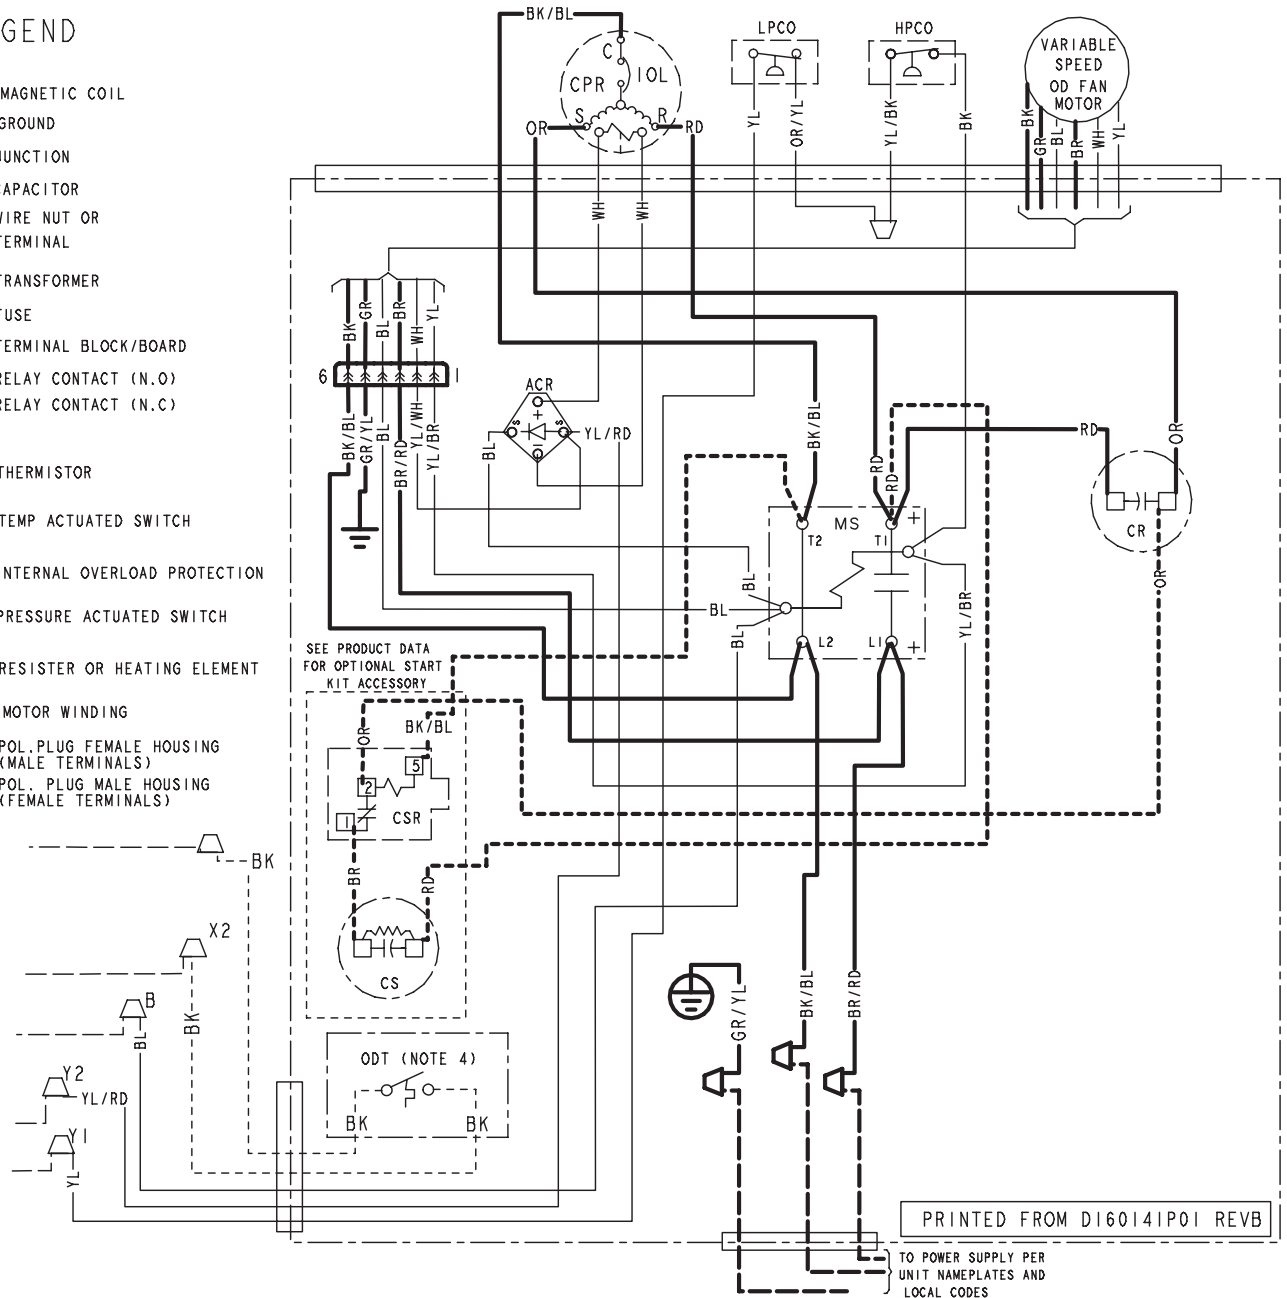 GEND
MAGNETIC COIL
GROUND
JUNCTION
CAPACITOR
WIRE NUT OR
TERMINAL
TRANSFORMER
FUSE
TERMINAL BLOCK/BOARD
RELAY CONTACT (N.O)
RELAY CONTACT (N.C)
THERMISTOR
TEMP ACTUATED SWITCH
INTERNAL OVERLOAD PROTECTION
PRESSURE ACTUATED SWITCH
RESISTER OR HEATING ELEMENT
MOTOR WINDING
POL.PLUG FEMALE HOUSING
(MALE TERMINALS)
POL. PLUG MALE HOUSING
(FEMALE TERMINALS)
BK/BL
C
IOL
CPR
S
R
OR
RD
WH
WH
LPCO
YL
OR/YL
HPCO
YL/BK
BK
VARIABLE
SPEED
OD FAN
MOTOR
BK
GR
BL
BR
WH
YL
BK
GR
BL
BR
WH
YL
6
1
BK/BL
GR/YL
BL
BR/RD
YL/WH
YL/BR
ACR
+
S
S
-
YL/RD
BL
BK/BL
RD
RD
RD
OR
CR
OR
MS
T2
T1
+
BL
BL
BL
L2
L1
+
YL/BR
SEE PRODUCT DATA
FOR OPTIONAL START
KIT ACCESSORY
OR
BK/BL
5
2
1
CSR
BR
RD
CS
BK
X2
BK
B
BL
Y2
YL/RD
Y1
YL
ODT (NOTE 4)
BK
BK
GR/YL
BK/BL
BR/RD
PRINTED FROM D160141P01 REVB
TO POWER SUPPLY PER
UNIT NAMEPLATES AND
LOCAL CODES